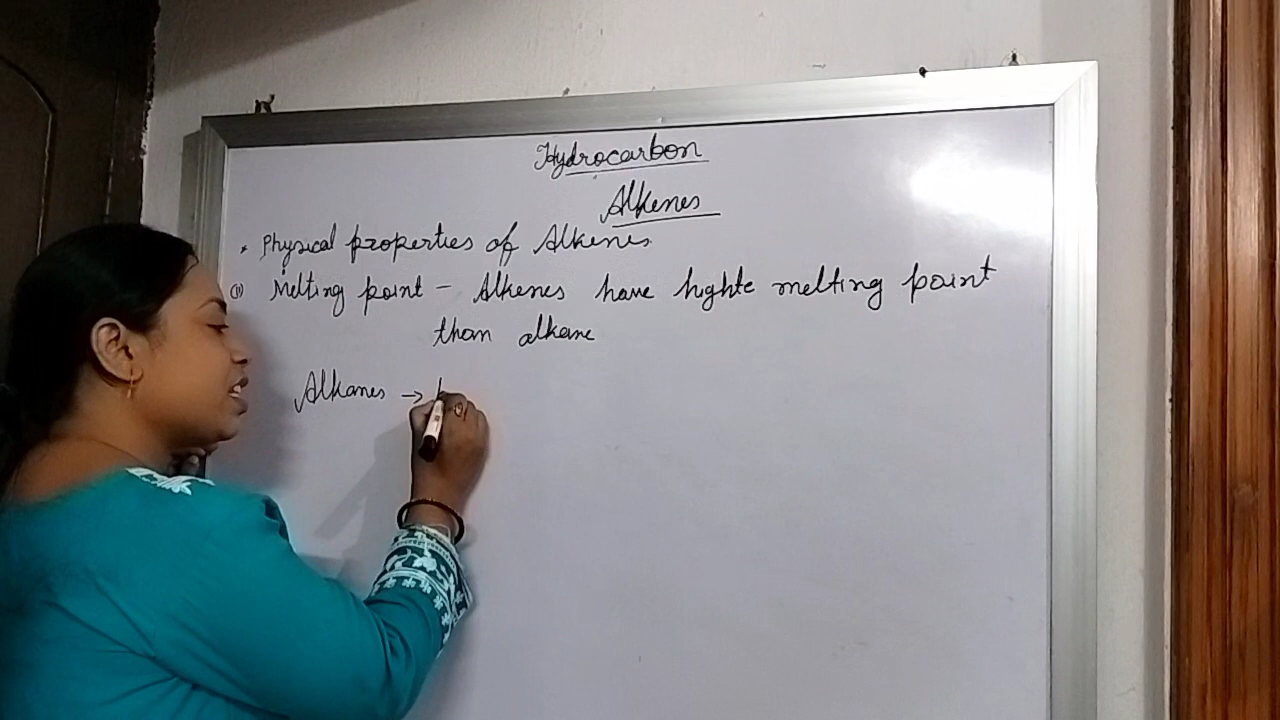 Hydrocarbon
Alkenes
* Physical properties of Alkenes
(1) Melting point - Alkenes have highte melting point
than alkane
Alkanes →